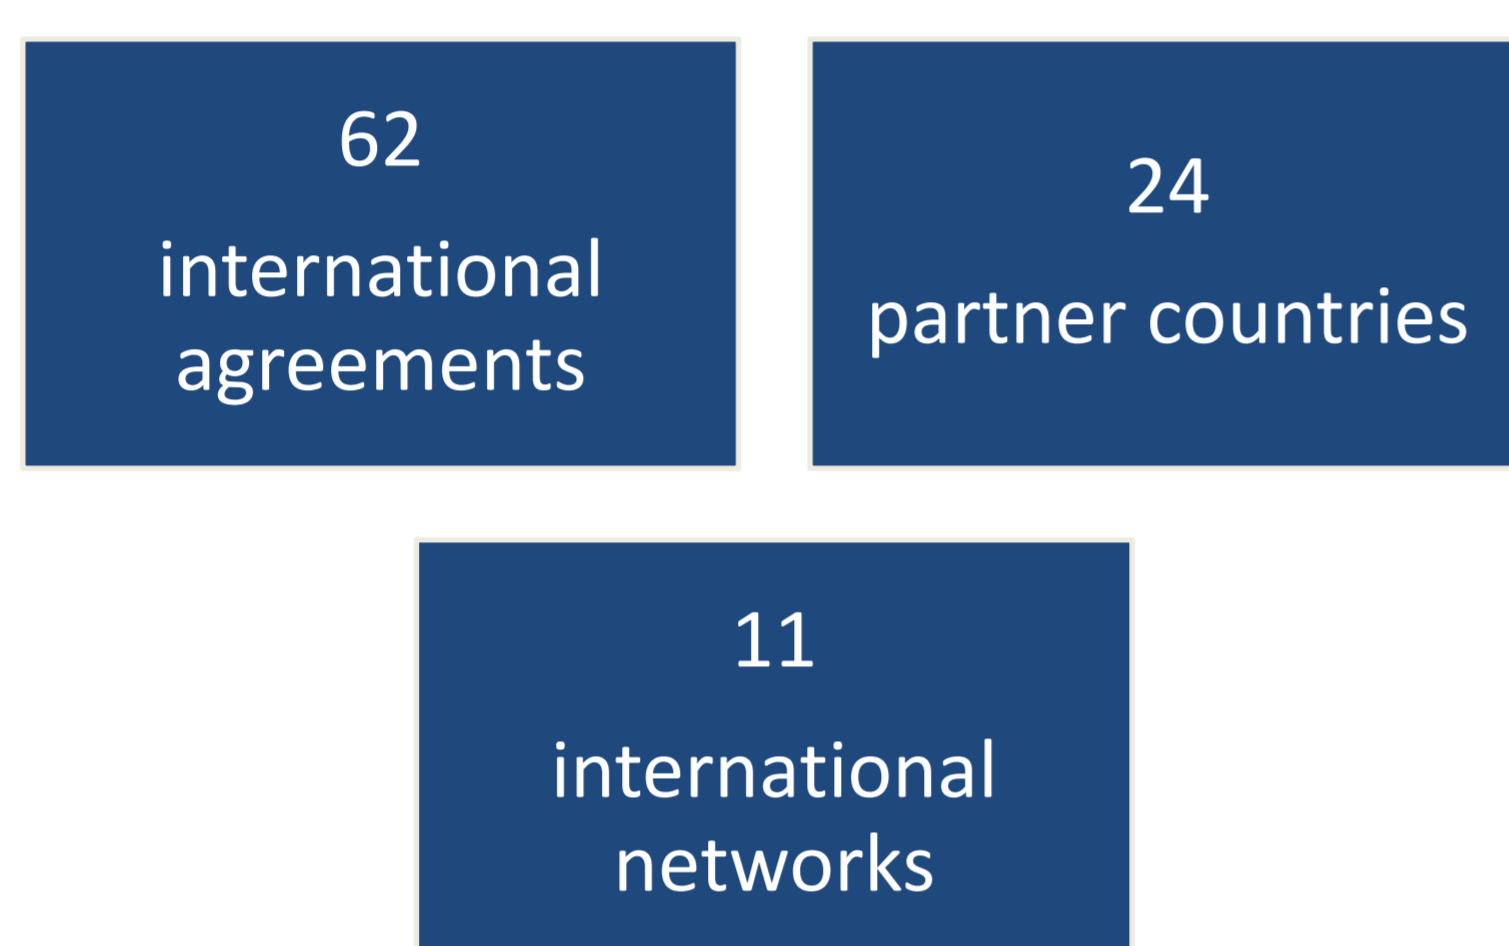 62
international
agreements
24
partner countries
11
international
networks